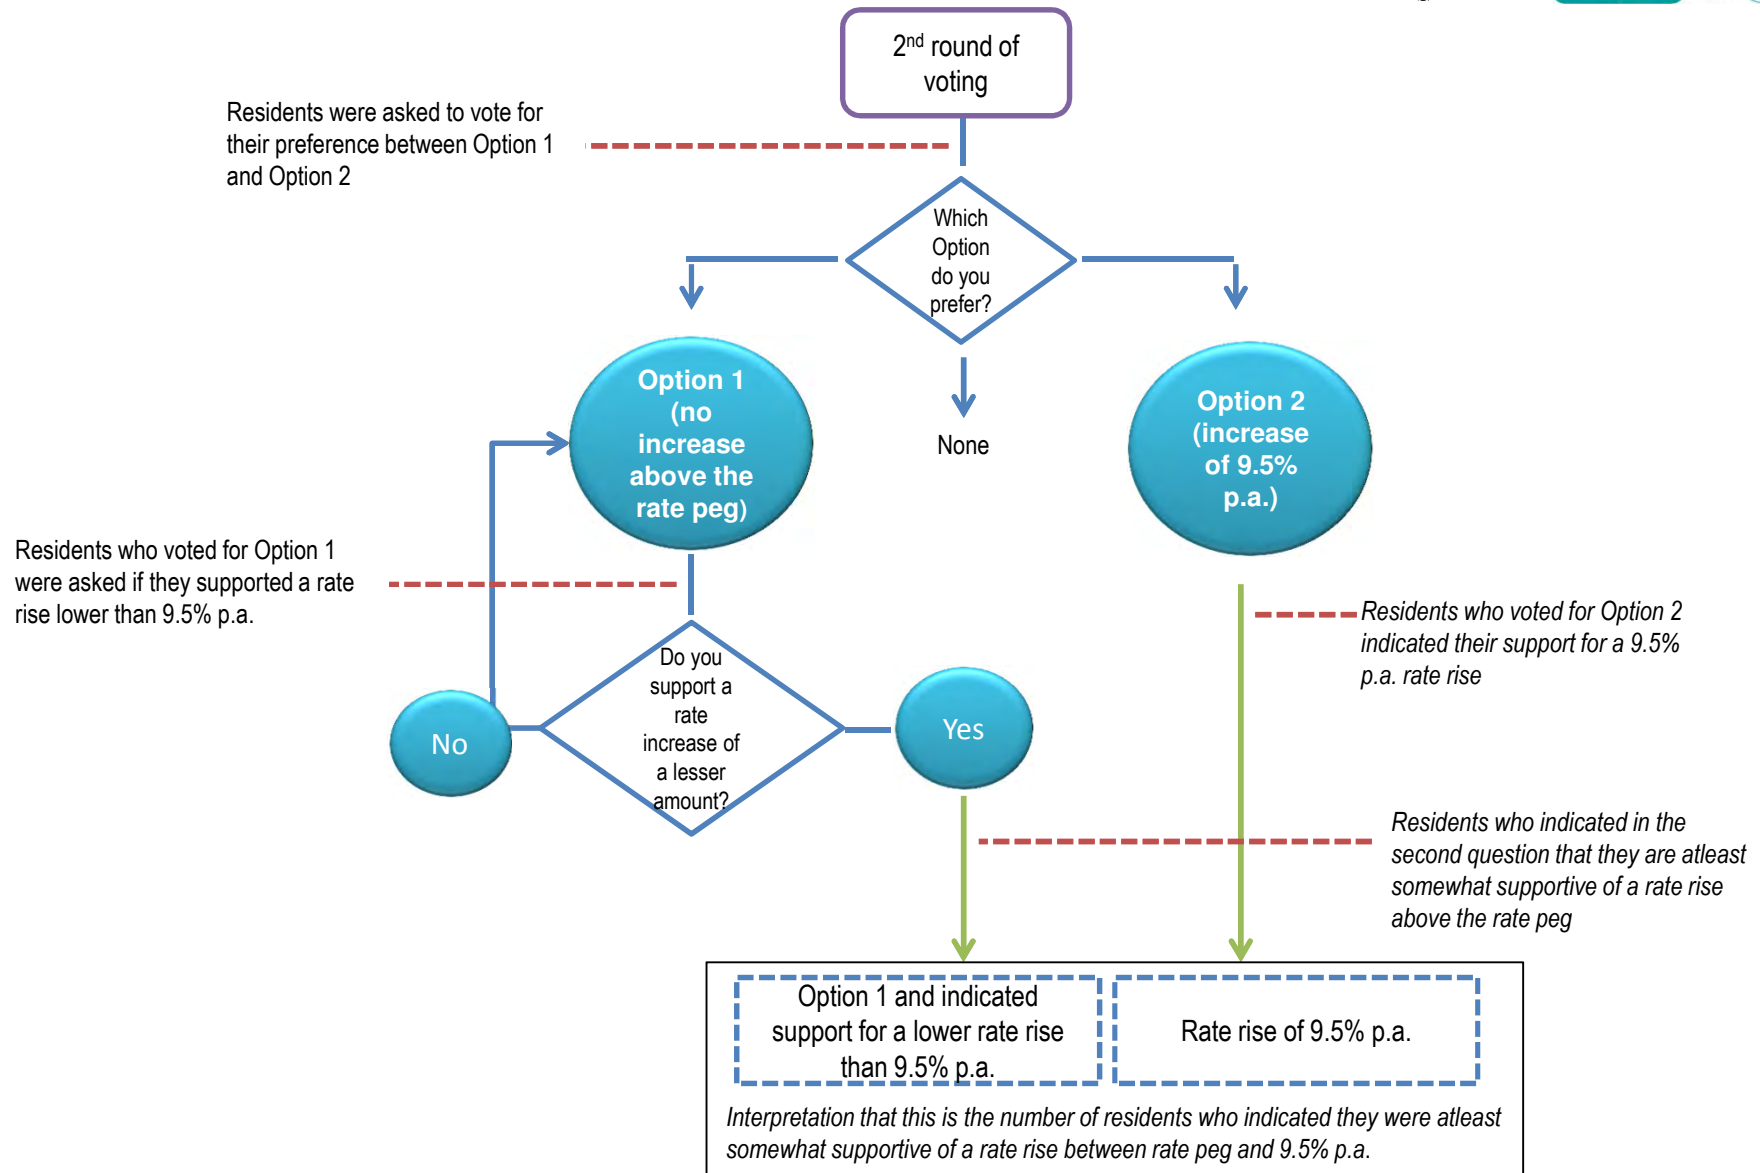 2nd round of
voting
Residents were asked to vote for
their preference between Option 1
and Option 2
Which
Option
do you
prefer?
Option 1
(no
increase
above the
rate peg)
None
Option 2
(increase
of 9.5%
p.a.)
Residents who voted for Option 1
were asked if they supported a rate
rise lower than 9.5% p.a.
Residents who voted for Option 2
indicated their support for a 9.5%
p.a. rate rise
Do you
support a
rate
increase of
a lesser
amount?
No
Yes
Residents who indicated in the
second question that they are atleast
somewhat supportive of a rate rise
above the rate peg
Option 1 and indicated
support for a lower rate rise
than 9.5% p.a.
Rate rise of 9.5% p.a.
Interpretation that this is the number of residents who indicated they were atleast
somewhat supportive of a rate rise between rate peg and 9.5% p.a.